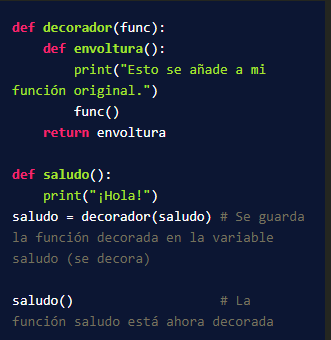 def decorador(func):
    def envoltura():
        print("Esto se añade a mi
función original.")
        func()
    return envoltura

def saludo():
    print("¡Hola!")
saludo = decorador(saludo) # Se guarda
la función decorada en la variable
saludo (se decora)

saludo()                   # La
función saludo está ahora decorada